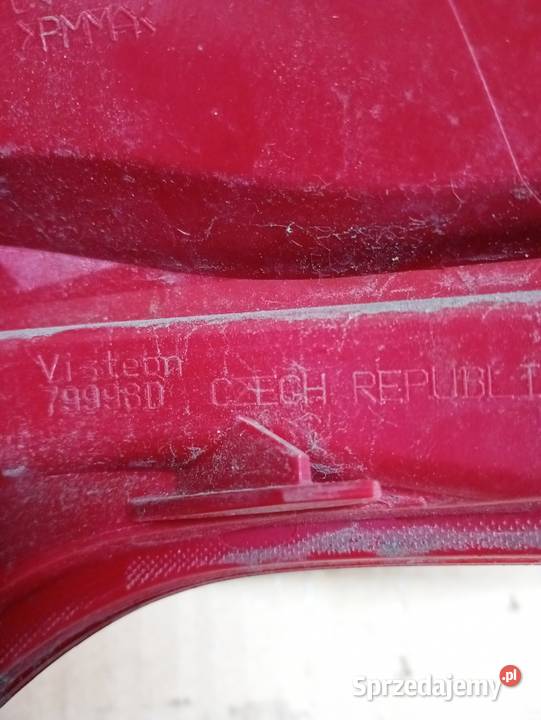 >PMMA<
Visteon
CZECH REPUBLI
Sprzedajemy.pl